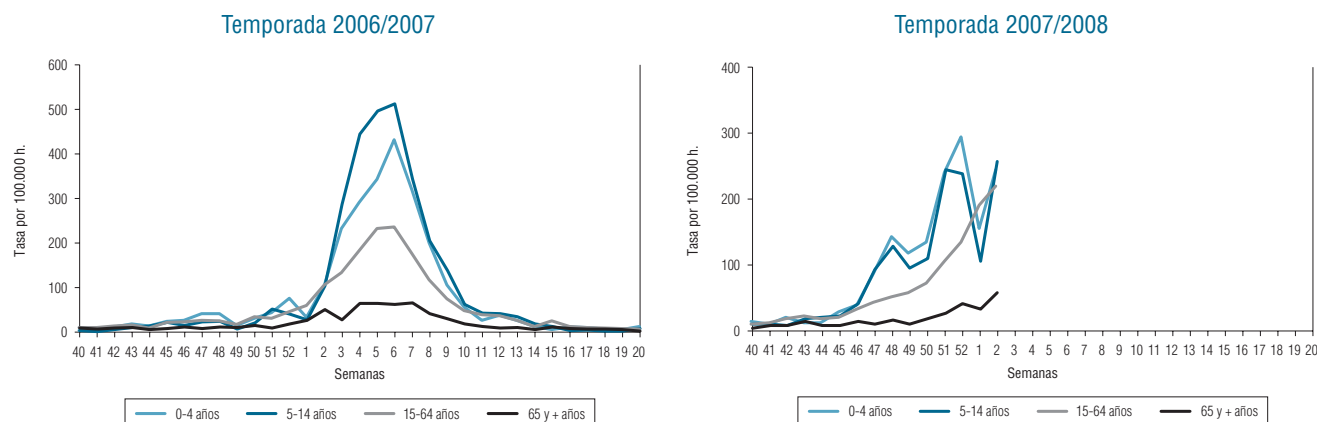 Temporada 2006/2007
600
500
400
300
200
100
0
Tasa por 100.000 h.
40 41 42 43 44 45 46 47 48 49 50 51 52 1 2 3 4 5 6 7 8 9 10 11 12 13 14 15 16 17 18 19 20
Semanas
0-4 años 5-14 años 15-64 años 65 y + años
Temporada 2007/2008
400
300
200
100
0
Tasa por 100.000 h.
40 41 42 43 44 45 46 47 48 49 50 51 52 1 2 3 4 5 6 7 8 9 10 11 12 13 14 15 16 17 18 19 20
Semanas
0-4 años 5-14 años 15-64 años 65 y + años